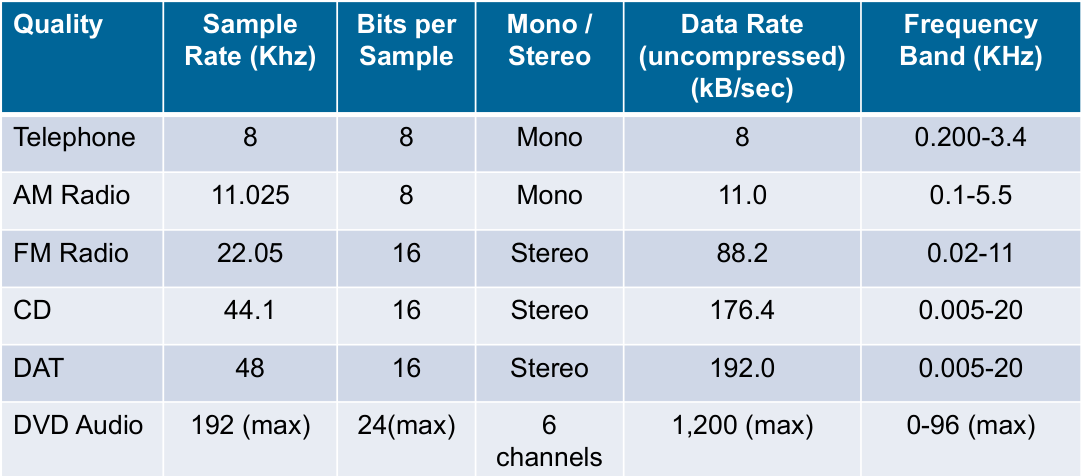 Quality Sample Rate (Khz) Bits per Sample Mono / Stereo Data Rate (uncompressed) (kB/sec) Frequency Band (KHz)
Telephone 8 8 Mono 8 0.200-3.4
AM Radio 11.025 8 Mono 11.0 0.1-5.5
FM Radio 22.05 16 Stereo 88.2 0.02-11
CD 44.1 16 Stereo 176.4 0.005-20
DAT 48 16 Stereo 192.0 0.005-20
DVD Audio 192 (max) 24(max) 6 channels 1,200 (max) 0-96 (max)